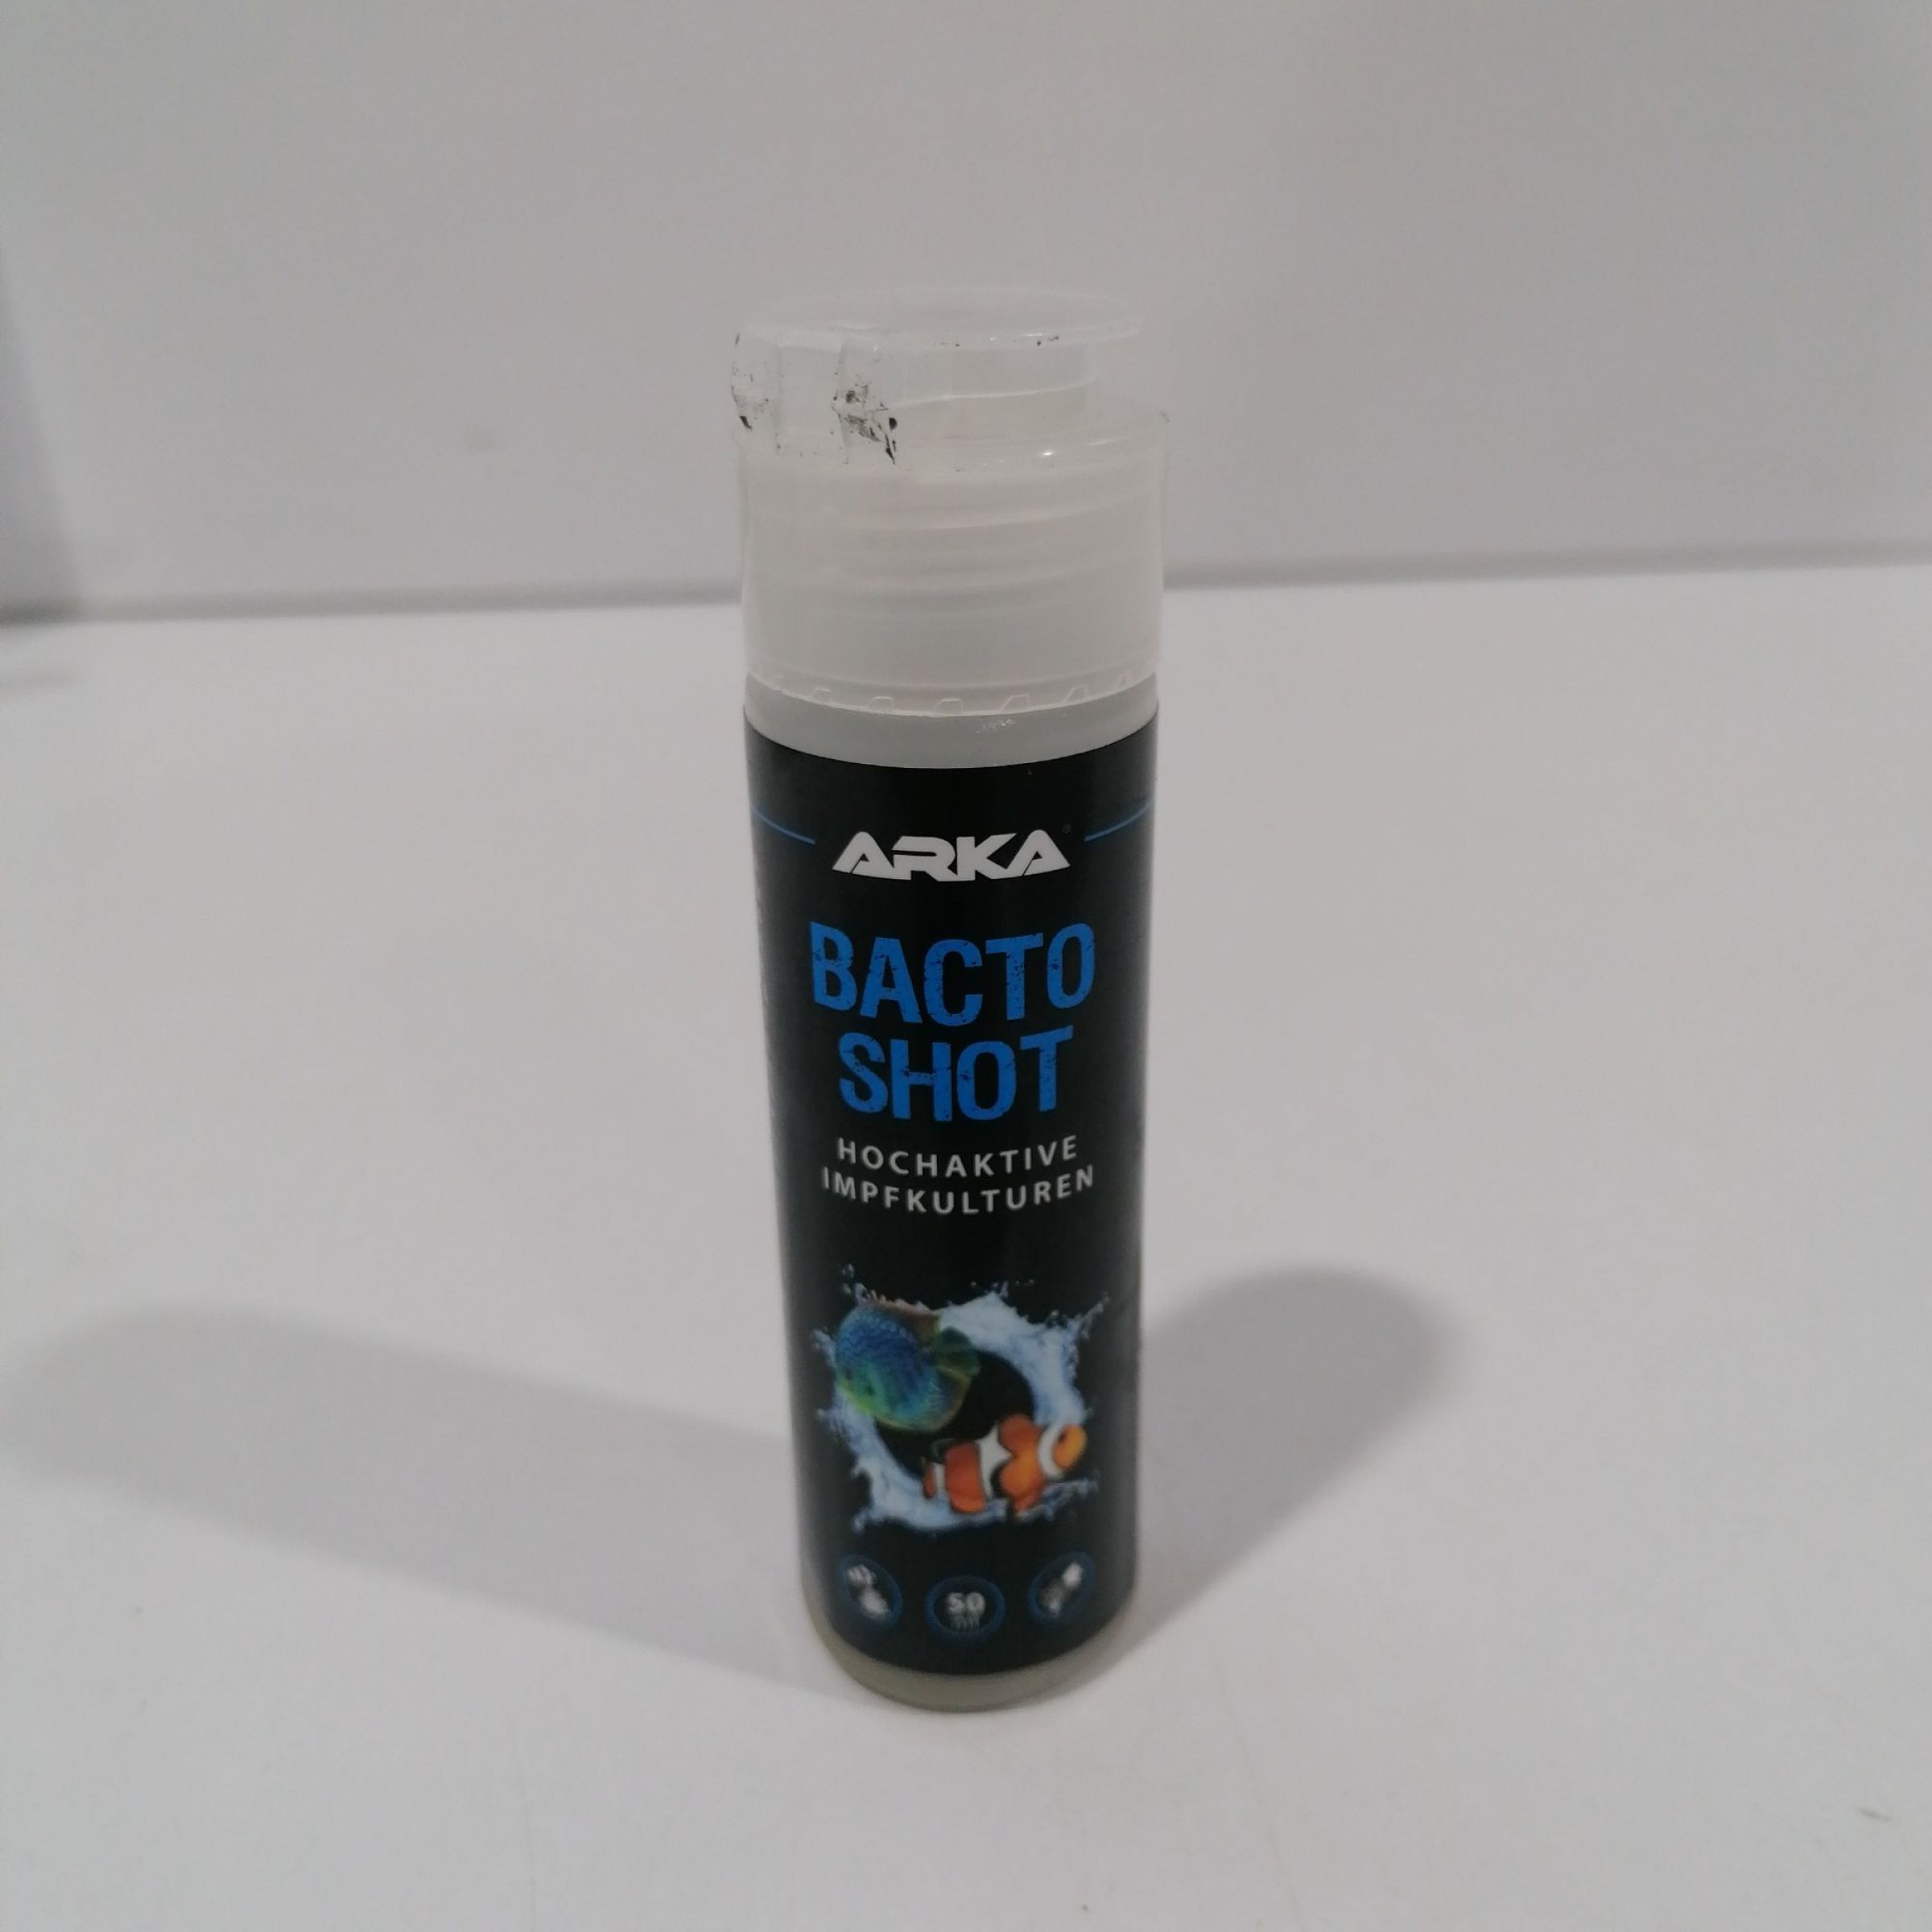 ARKA
BACTO
SHOT
HOCHAKTIVE
IMPFKULTUREN
50